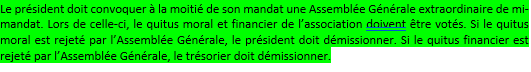 Le président doit convoquer à la moitié de son mandat une Assemblée Générale extraordinaire de mi-
mandat. Lors de celle-ci, le quitus moral et financier de l’association doivent être votés. Si le quitus
moral est rejeté par l’Assemblée Générale, le président doit démissionner. Si le quitus financier est
rejeté par l’Assemblée Générale, le trésorier doit démissionner.